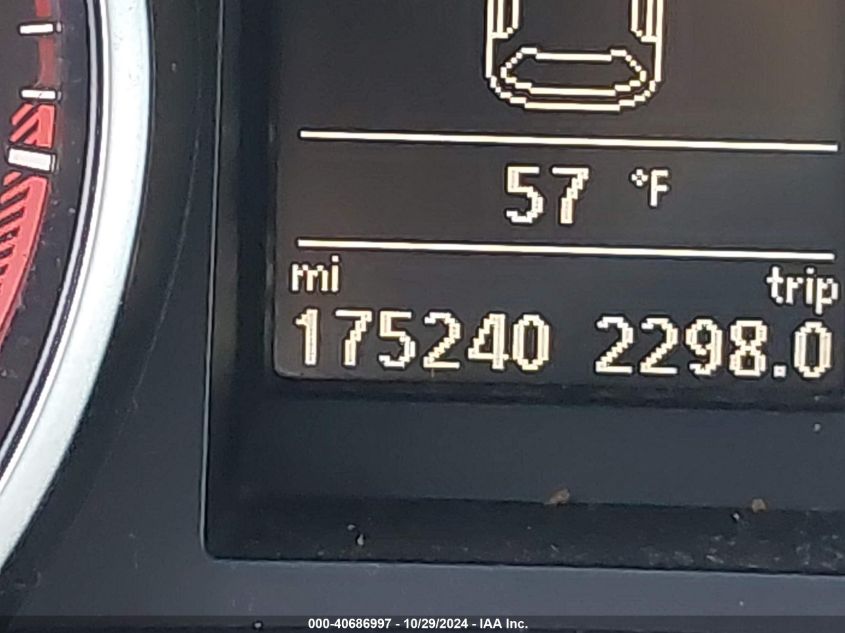 57 °F
mi trip
175240 2298.0
000-40686997 - 10/29/2024 - IAA Inc.